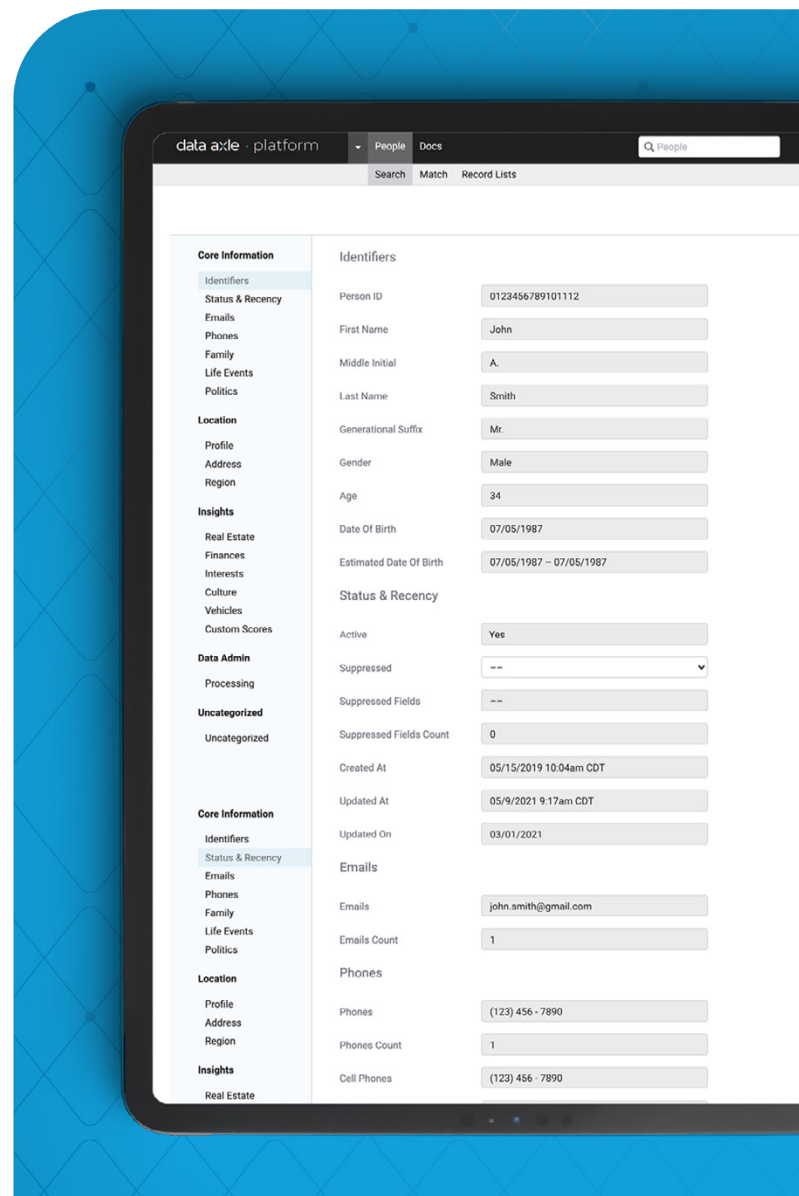 data axle platform People Docs People
Search Match Record Lists
Core Information
Identifiers
Status & Recency
Emails
Phones
Family
Life Events
Politics
Location
Profile
Address
Region
Insights
Real Estate
Finances
Interests
Culture
Vehicles
Custom Scores
Data Admin
Processing
Uncategorized
Uncategorized
Core Information
Identifiers
Status & Recency
Emails
Phones
Family
Life Events
Politics
Location
Profile
Address
Region
Insights
Real Estate
Identifiers
Person ID 0123456789101112
First Name John
Middle Initial A.
Last Name Smith
Generational Suffix Mr.
Gender Male
Age 34
Date Of Birth 07/05/1987
Estimated Date Of Birth 07/05/1987 – 07/05/1987
Status & Recency
Active Yes
Suppressed --
Suppressed Fields --
Suppressed Fields Count 0
Created At 05/15/2019 10:04am CDT
Updated At 05/9/2021 9:17am CDT
Updated On 03/01/2021
Emails
Emails john.smith@gmail.com
Emails Count 1
Phones
Phones (123) 456 - 7890
Phones Count 1
Cell Phones (123) 456 - 7890